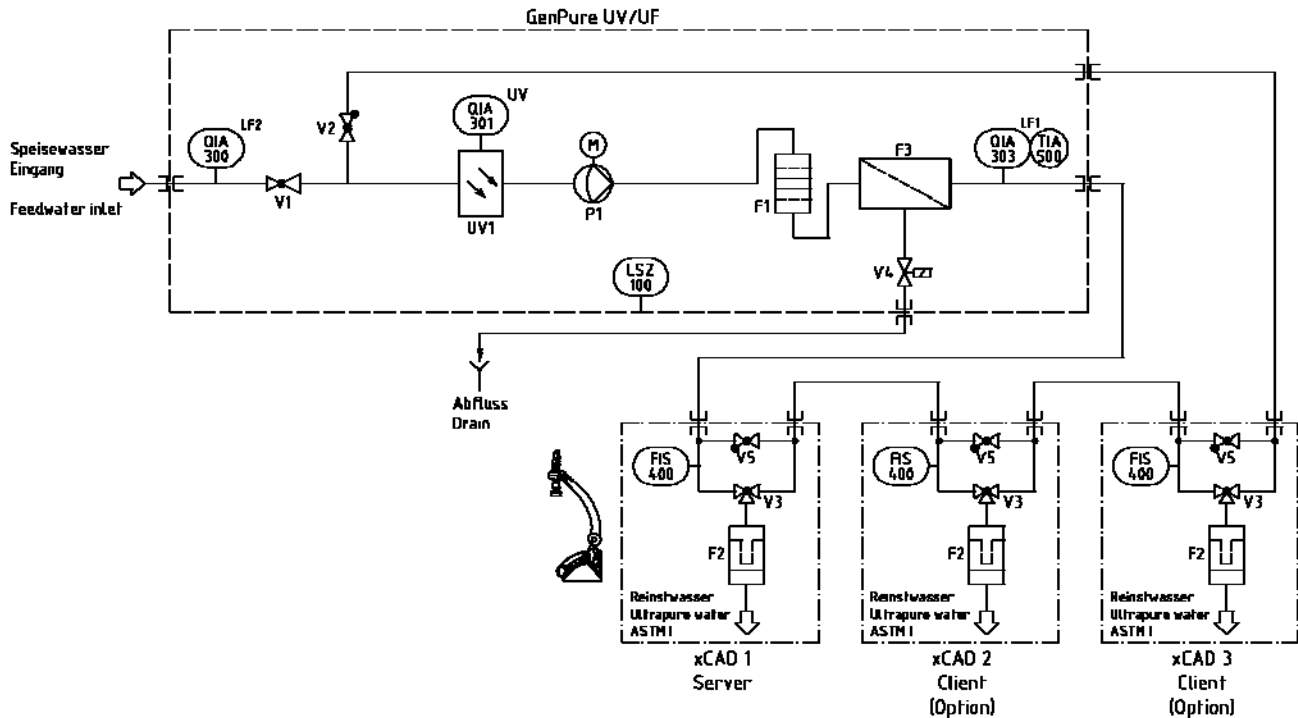 GenPure UV/UF
Speisewasser
Eingang
Feedwater inlet
QIA
300
LF2
V1
V2
QIA
301
UV
UV1
M
P1
F1
F3
QIA
303
LF1
TIA
500
LSZ
100
V4
Abfluss
Drain
FIS
400
V5
V3
F2
Reinstwasser
Ultrapure water
ASTM I
xCAD 1
Server
FIS
400
V5
V3
F2
Reinstwasser
Ultrapure water
ASTM I
xCAD 2
Client
(Option)
FIS
400
V5
V3
F2
Reinstwasser
Ultrapure water
ASTM I
xCAD 3
Client
(Option)